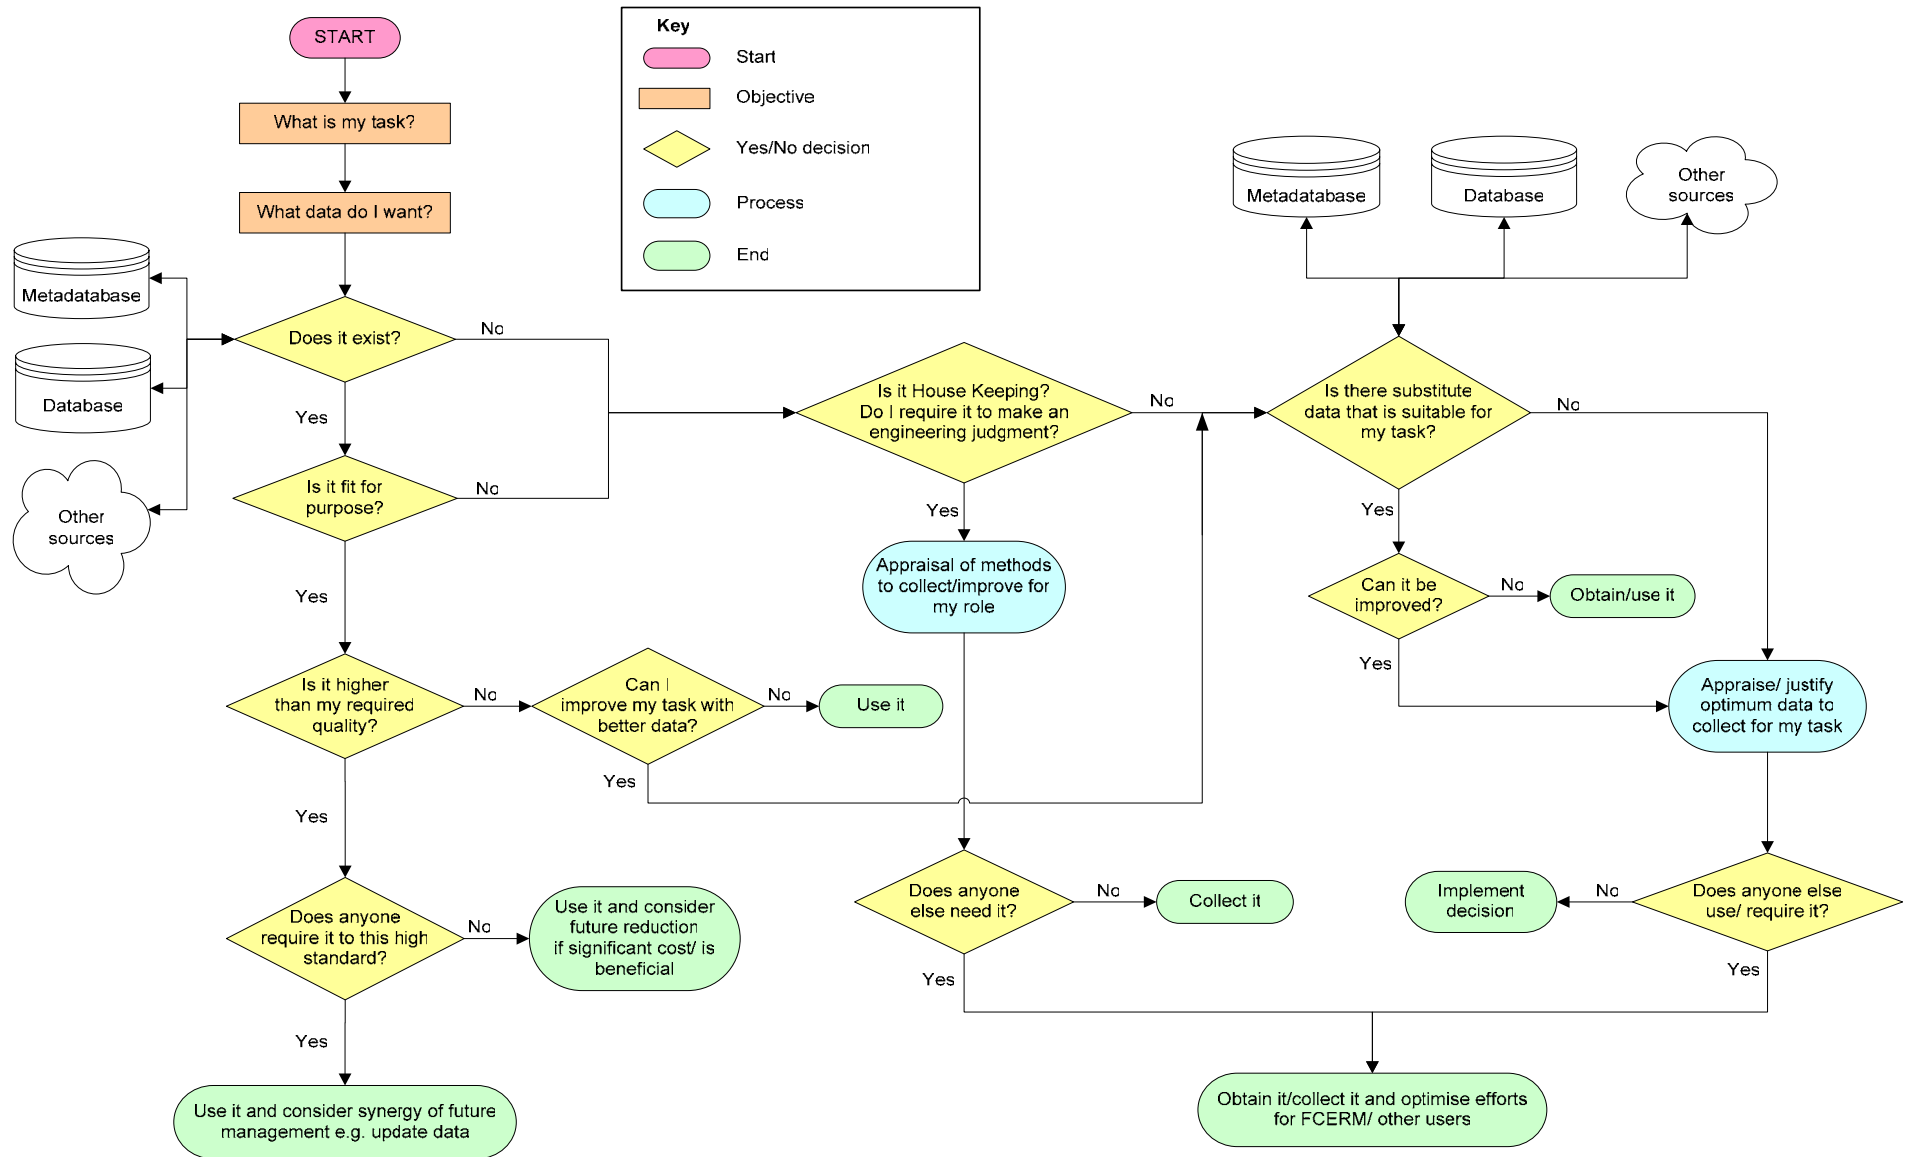 START
What is my task?
What data do I want?
Metadatabase
Database
Other
sources
Does it exist?
No
Yes
Is it fit for
purpose?
No
Yes
Is it higher
than my required
quality?
No
Yes
Can I
improve my task with
better data?
No
Use it
Yes
Does anyone
require it to this high
standard?
No
Use it and consider
future reduction
if significant cost/ is
beneficial
Yes
Use it and consider synergy of future
management e.g. update data
Key
Start
Objective
Yes/No decision
Process
End
Is it House Keeping?
Do I require it to make an
engineering judgment?
No
Yes
Appraisal of methods
to collect/improve for
my role
Does anyone
else need it?
No
Collect it
Yes
Metadatabase
Database
Other
sources
Is there substitute
data that is suitable for
my task?
No
Yes
Can it be
improved?
No
Obtain/use it
Yes
Appraise/ justify
optimum data to
collect for my task
Does anyone else
use/ require it?
No
Implement
decision
Yes
Obtain it/collect it and optimise efforts
for FCERM/ other users